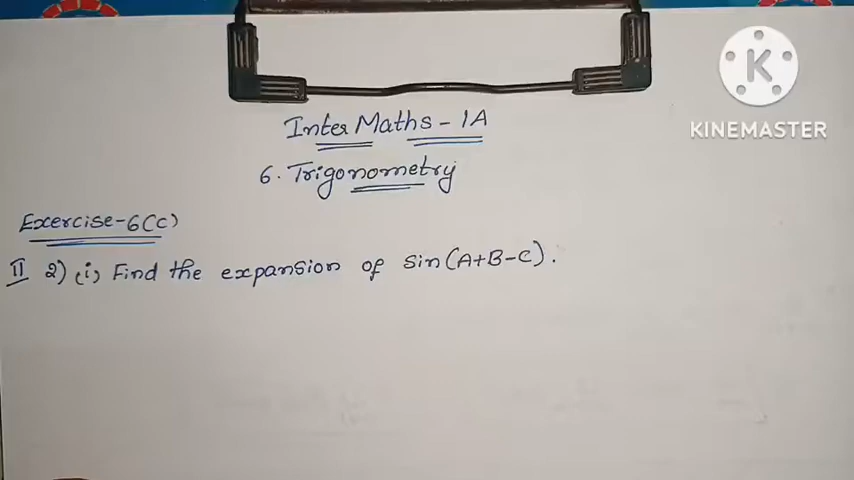 K
KINEMASTER
Inter Maths - 1A
6. Trigonometry
Exercise-6(c)
II 2) (i) Find the expansion of sin(A+B-C).